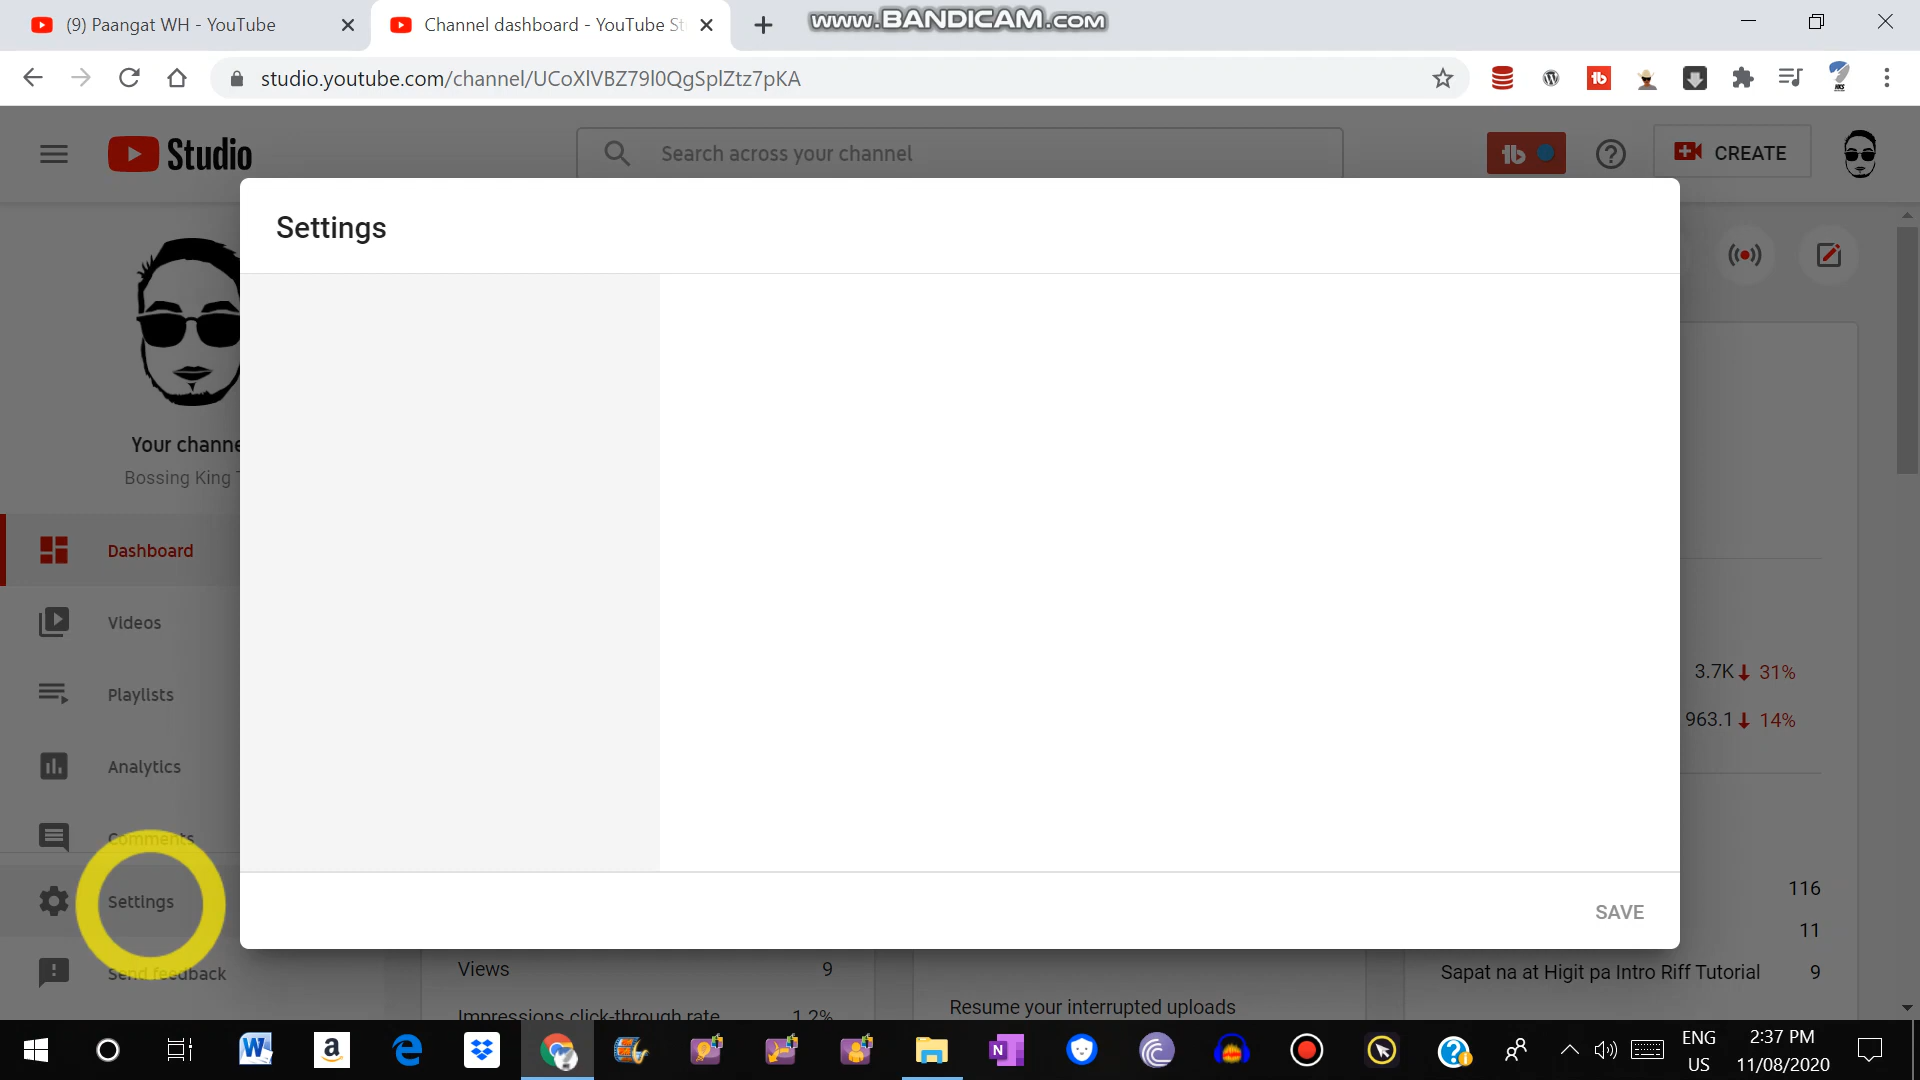 (9) Paangat WH - YouTube
Channel dashboard - YouTube St
www.BANDICAM.com
studio.youtube.com/channel/UCoXlVBZ79l0QgSplZtz7pKA
Studio
Search across your channel
CREATE
Settings
Your channe
Bossing King T
Dashboard
Videos
Playlists
Analytics
Comments
Settings
Send feedback
3.7K 31%
963.1 14%
116
11
SAVE
Views 9
Sapat na at Higit pa Intro Riff Tutorial 9
Resume your interrupted uploads
Impressions click-through rate 1.2%
ENG
US
2:37 PM
11/08/2020